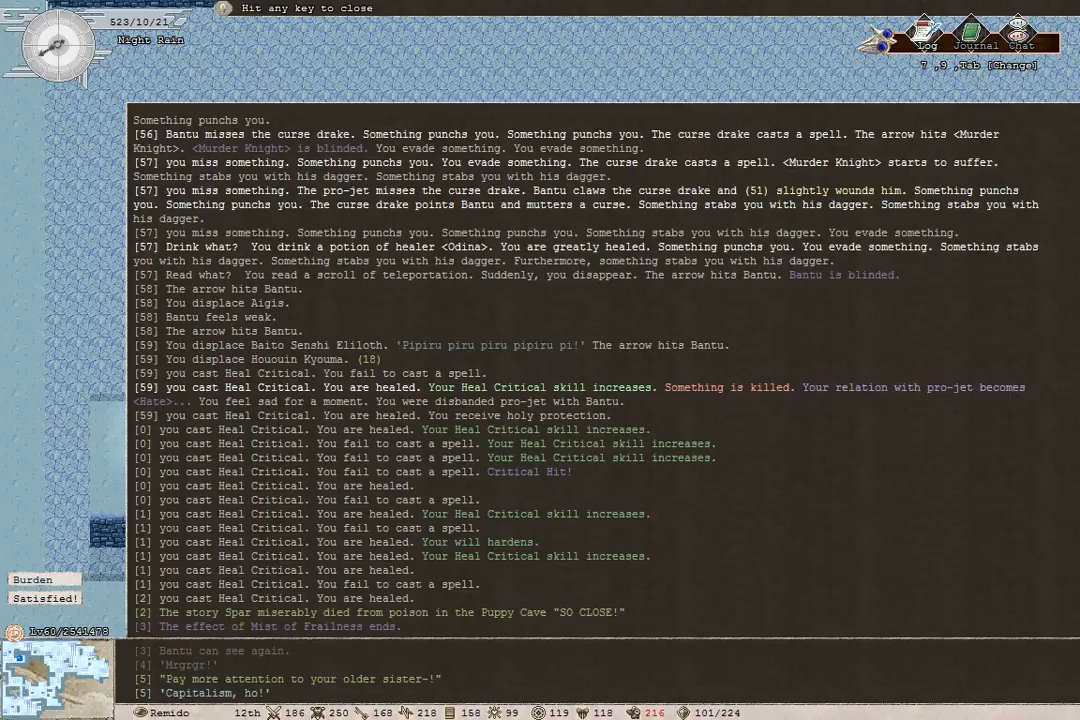 Hit any key to close
523/10/21
Night Rain
Log Journal Chat
7 ,9 ,Tab [Change]
Something punches you.
[56] Bantu misses the curse drake. Something punches you. Something punches you. The curse drake casts a spell. The arrow hits <Murder
Knight>. <Murder Knight> is blinded. You evade something. You evade something.
[57] you miss something. Something punches you. You evade something. The curse drake casts a spell. <Murder Knight> starts to suffer.
Something stabs you with his dagger. Something stabs you with his dagger.
[57] you miss something. The pro-jet misses the curse drake. Bantu claws the curse drake and (51) slightly wounds him. Something punches
you. Something punches you. The curse drake points Bantu and mutters a curse. Something stabs you with his dagger. Something stabs you with
his dagger.
[57] you miss something. Something punches you. Something punches you. Something stabs you with his dagger. You evade something.
[57] Drink what?  You drink a potion of healer <Odina>. You are greatly healed. Something punches you. You evade something. Something stabs
you with his dagger. Something stabs you with his dagger. Furthermore, something stabs you with his dagger.
[57] Read what?  You read a scroll of teleportation. Suddenly, you disappear. The arrow hits Bantu. Bantu is blinded.
[58] The arrow hits Bantu.
[58] You displace Aigis.
[58] Bantu feels weak.
[58] The arrow hits Bantu.
[59] You displace Baito Senshi Eliloth. 'Pipiru piru piru pipiru pi!' The arrow hits Bantu.
[59] You displace Hououin Kyouma. (18)
[59] you cast Heal Critical. You fail to cast a spell.
[59] you cast Heal Critical. You are healed. Your Heal Critical skill increases. Something is killed. Your relation with pro-jet becomes
<Hate>... You feel sad for a moment. You were disbanded pro-jet with Bantu.
[59] you cast Heal Critical. You are healed. You receive holy protection.
[0] you cast Heal Critical. You are healed. Your Heal Critical skill increases.
[0] you cast Heal Critical. You fail to cast a spell. Your Heal Critical skill increases.
[0] you cast Heal Critical. You fail to cast a spell. Your Heal Critical skill increases.
[0] you cast Heal Critical. You fail to cast a spell. Critical Hit!
[0] you cast Heal Critical. You are healed.
[0] you cast Heal Critical. You fail to cast a spell.
[1] you cast Heal Critical. You are healed. Your Heal Critical skill increases.
[1] you cast Heal Critical. You fail to cast a spell.
[1] you cast Heal Critical. You are healed. Your will hardens.
[1] you cast Heal Critical. You are healed. Your Heal Critical skill increases.
[1] you cast Heal Critical. You are healed.
[1] you cast Heal Critical. You fail to cast a spell.
[2] you cast Heal Critical. You are healed.
[2] The story Spar miserably died from poison in the Puppy Cave "SO CLOSE!"
[3] The effect of Mist of Frailness ends.
Burden
Satisfied!
Lv60/2541478
[3] Bantu can see again.
[4] 'Mrgrgr!'
[5] "Pay more attention to your older sister-!"
[5] 'Capitalism, ho!'
Remido 12th 186 250 168 218 158 99 119 118 216 101/224